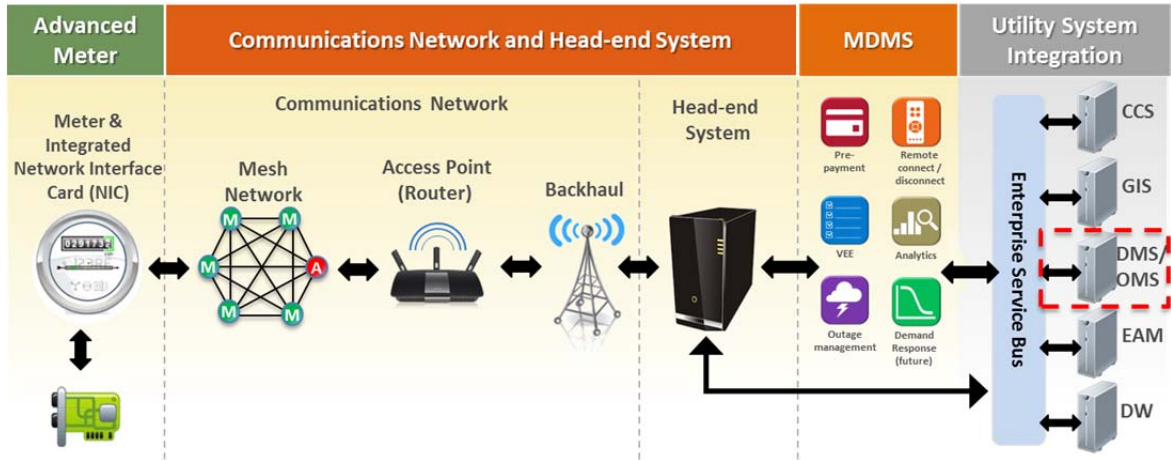 Advanced
Meter
Communications Network and Head-end System
MDMS
Utility System
Integration
Communications Network
Meter &
Integrated
Network Interface
Card (NIC)
Mesh
Network
M
M
M
A
M
M
Access Point
(Router)
Backhaul
Head-end
System
Pre-
payment
Remote
connect /
disconnect
VEE
Analytics
Outage
management
Demand
Response
(future)
Enterprise Service Bus
CCS
GIS
DMS/
OMS
EAM
DW